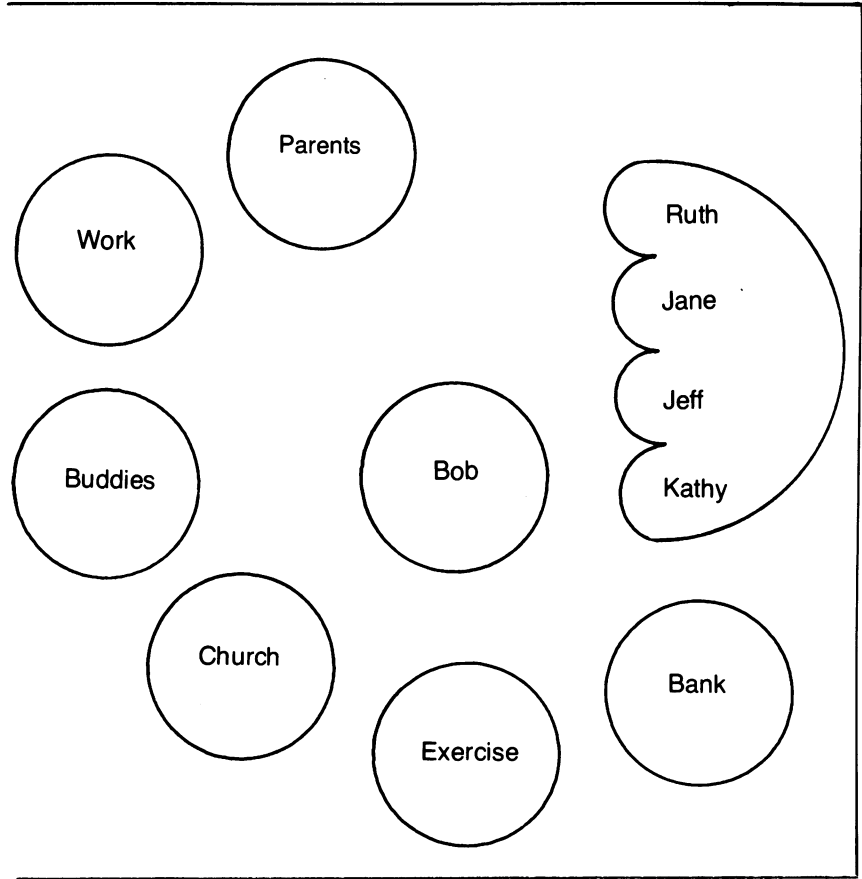 Parents
Work
Ruth
Jane
Jeff
Kathy
Buddies
Bob
Church
Exercise
Bank